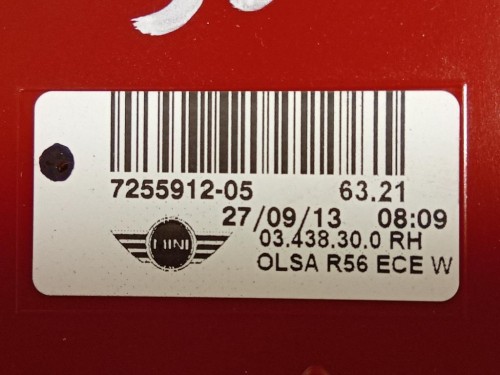 7255912-05 63.21
27/09/13 08:09
03.438.30.0 RH
MINI
OLSA R56 ECE W